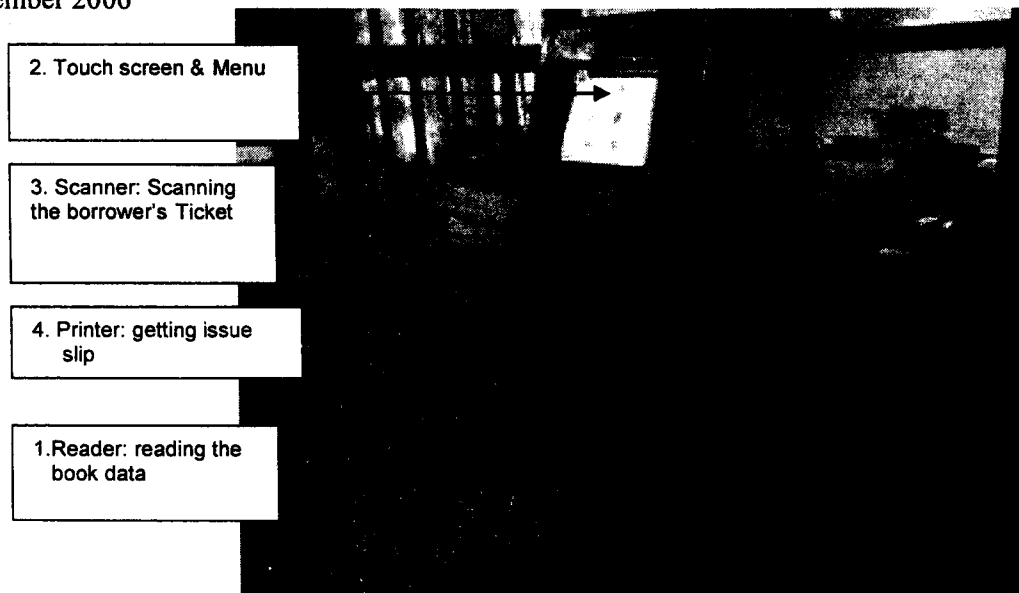 2006
2. Touch screen & Menu
3. Scanner: Scanning
the borrower's Ticket
4. Printer: getting issue
slip
1.Reader: reading the
book data